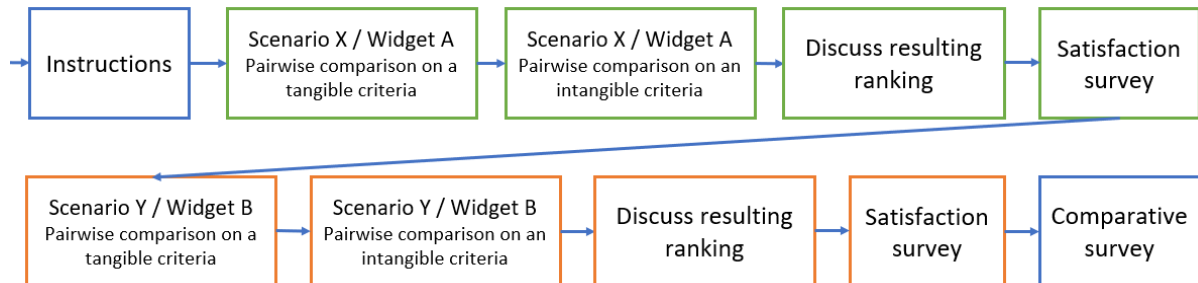 Instructions
Scenario X / Widget A
Pairwise comparison on a
tangible criteria
Scenario X / Widget A
Pairwise comparison on an
intangible criteria
Discuss resulting
ranking
Satisfaction
survey
Scenario Y / Widget B
Pairwise comparison on a
tangible criteria
Scenario Y / Widget B
Pairwise comparison on an
intangible criteria
Discuss resulting
ranking
Satisfaction
survey
Comparative
survey